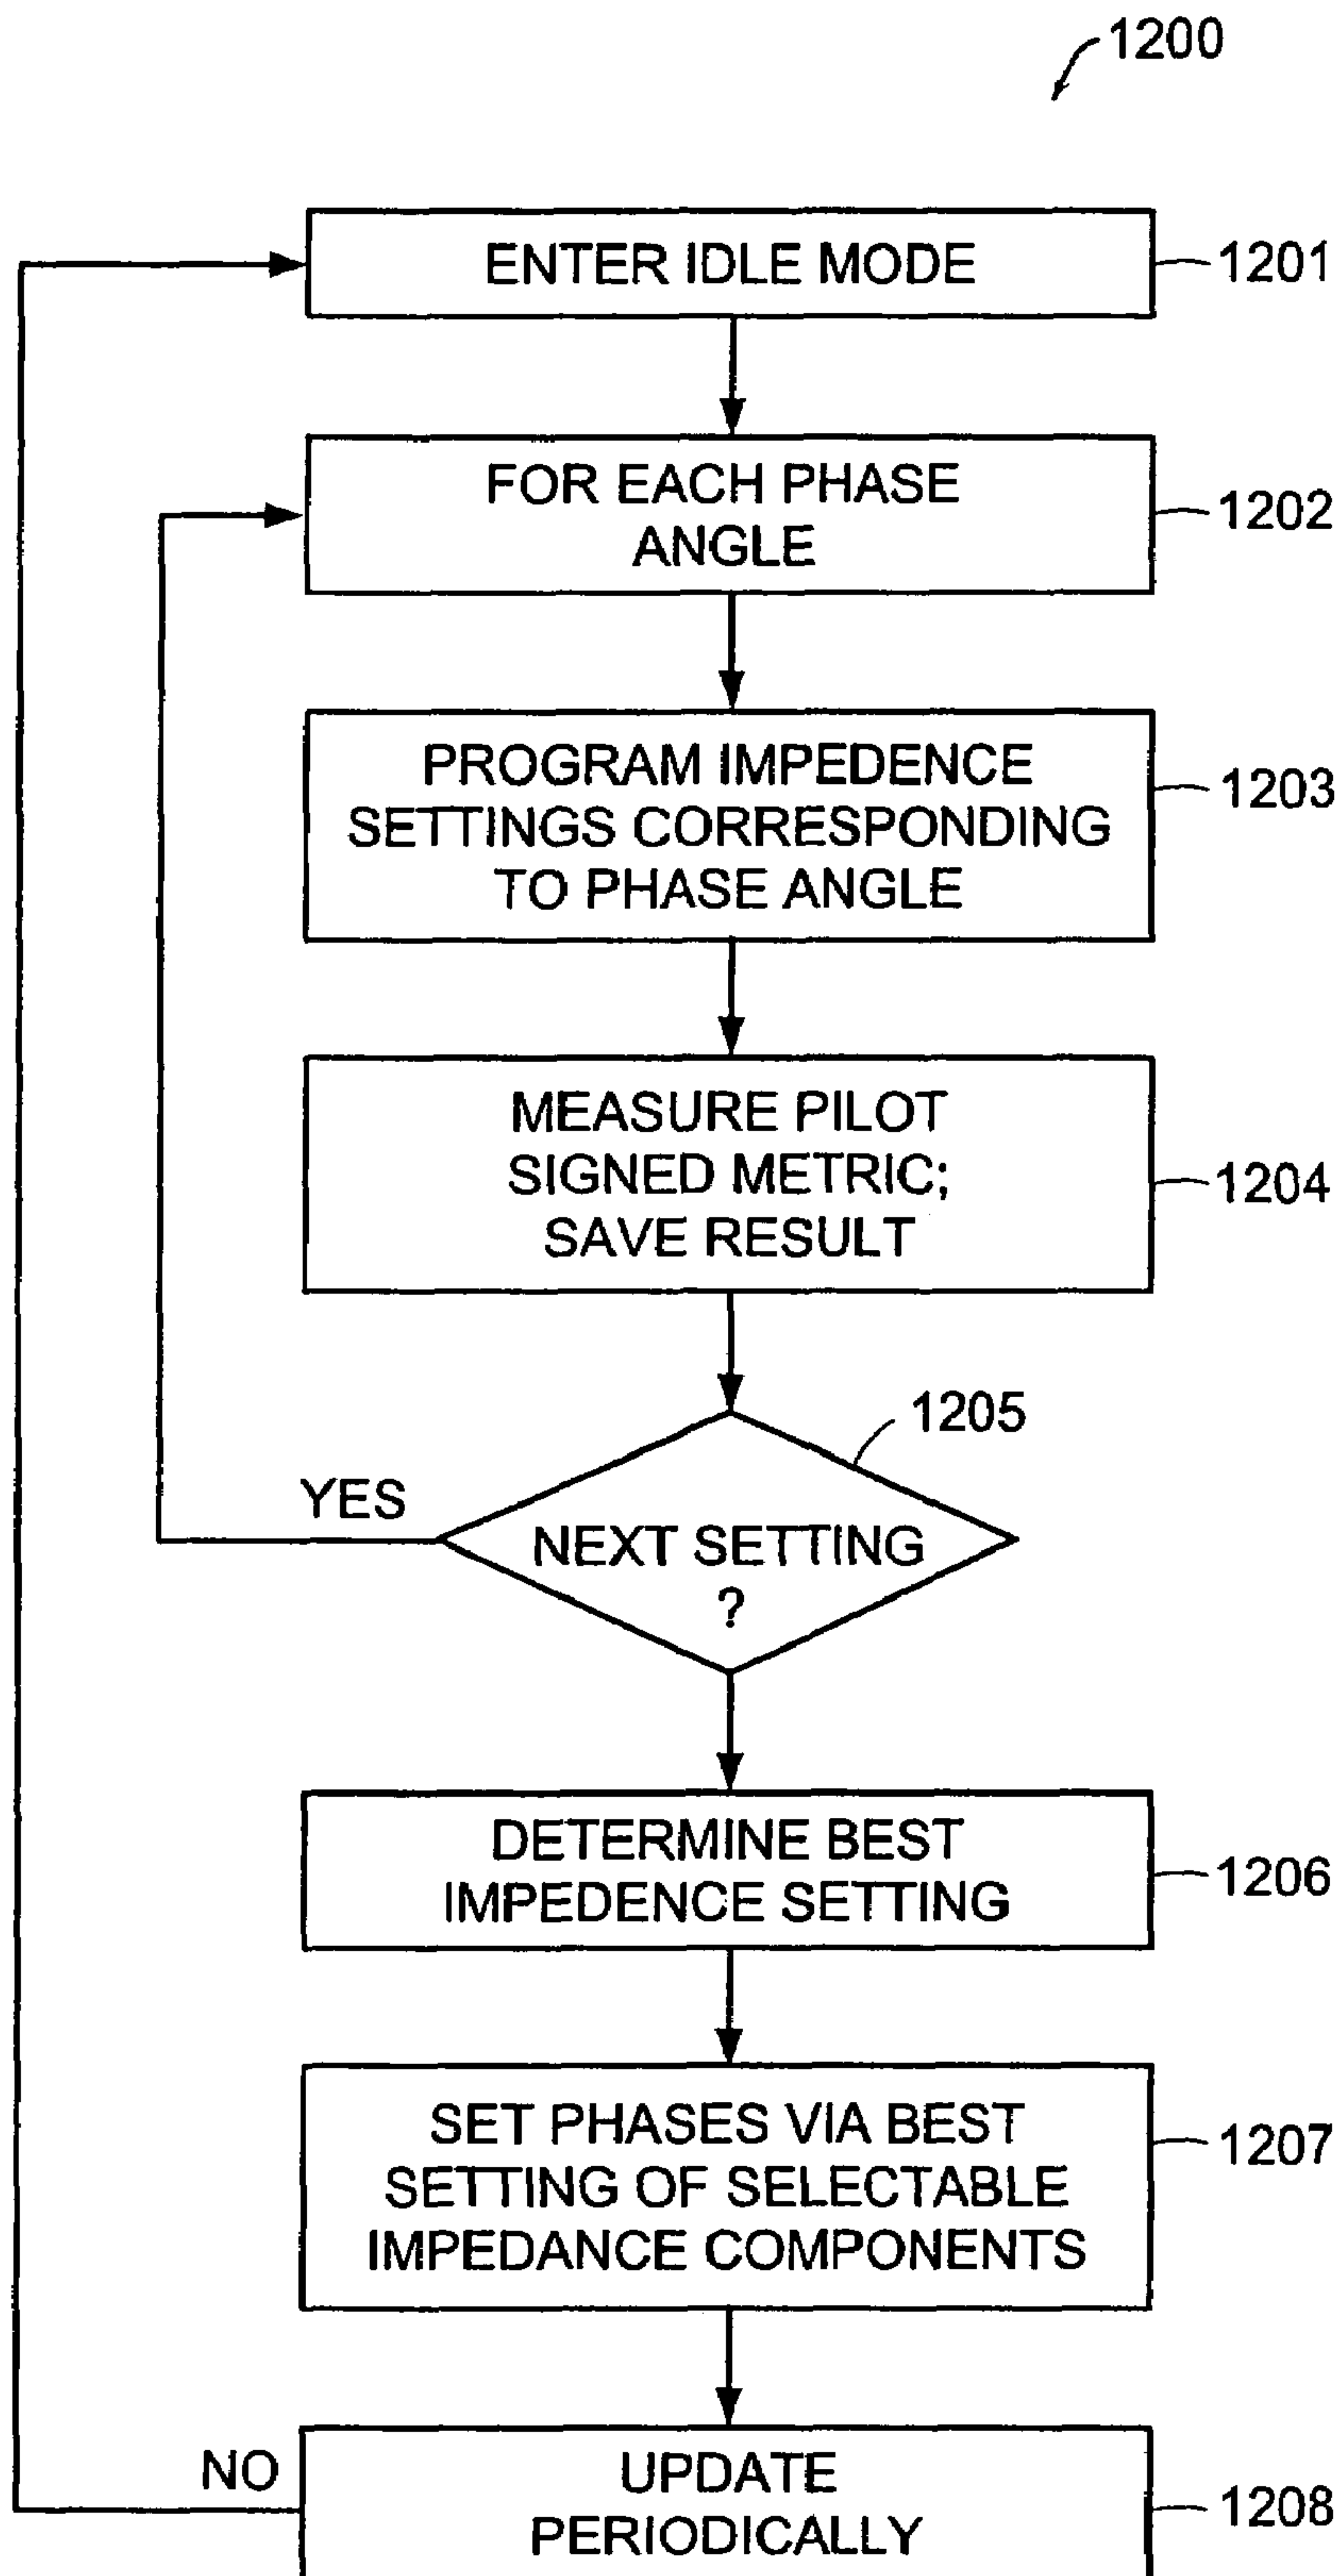 1200
ENTER IDLE MODE
1201
FOR EACH PHASE
ANGLE
1202
PROGRAM IMPEDENCE
SETTINGS CORRESPONDING
TO PHASE ANGLE
1203
MEASURE PILOT
SIGNED METRIC;
SAVE RESULT
1204
1205
YES
NEXT SETTING
?
DETERMINE BEST
IMPEDENCE SETTING
1206
SET PHASES VIA BEST
SETTING OF SELECTABLE
IMPEDANCE COMPONENTS
1207
NO
UPDATE
PERIODICALLY
1208